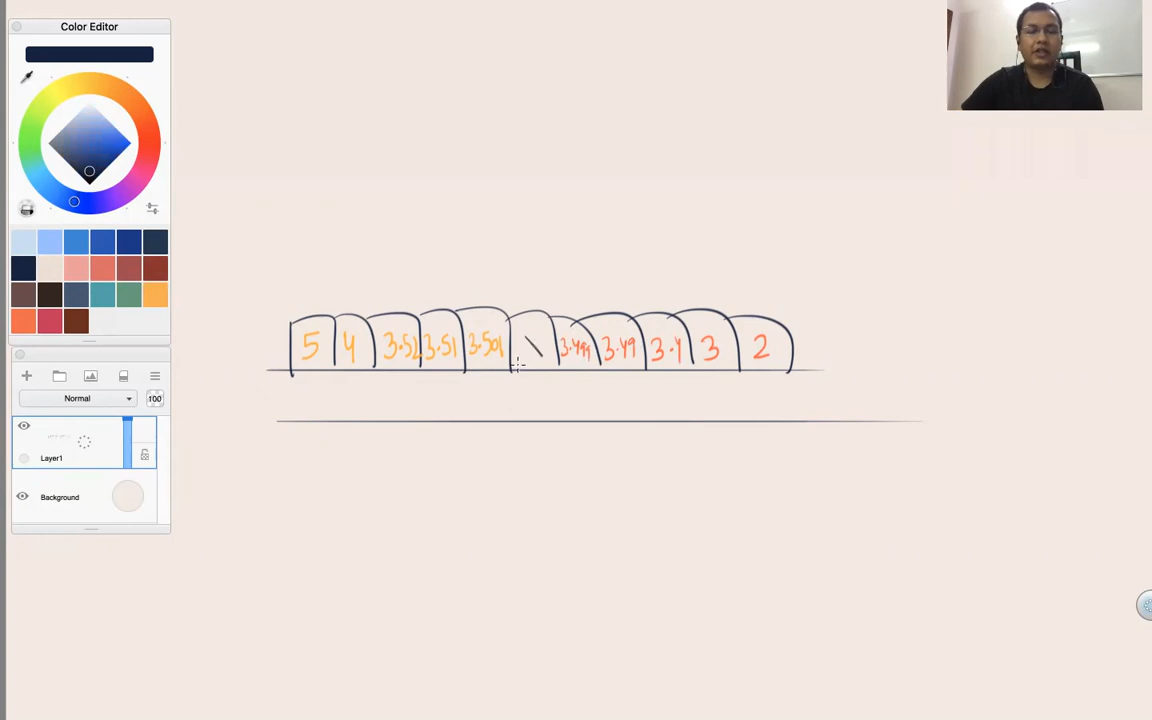 Color Editor
5 4 3.52 3.51 3.501 \ 3.499 3.49 3.4 3 2
Normal
100
Layer1
Background